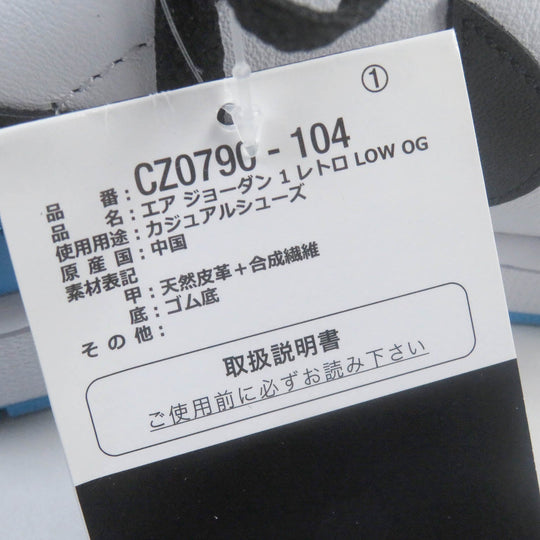 ①
品番：CZ0790 - 104
品名：エア ジョーダン 1 レトロ LOW OG
使用用途：カジュアルシューズ
原産国：中国
素材表記
甲：天然皮革＋合成繊維
底：ゴム底
その他：
取扱説明書
ご使用前に必ずお読み下さい